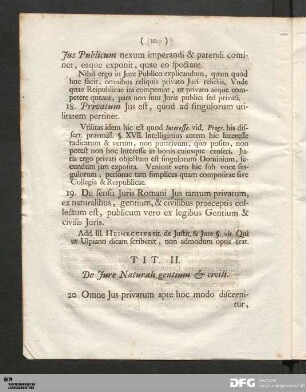 ( 10 )
Jus Publicum nexum imperandi & parendi conti-
net, eaque exponit, quae eo spectant.
Nihil ergo in Jure Publico explicandum, quam quod
huc facit, omnibus reliquis privato Juri relictis, Unde
quae Reipublicae ita competunt, ut privato aeque com-
petere queant, pars non sunt Juris publici sed privati.
18. Privatum Jus est, quod ad singulorum uti-
litatem pertinet.
Utilitas idem hic est quod Interesse. vid. Progr. his dis-
sert. praemiss. §. XVII. Intelligimus autem hic Interesse
radicatum & verum, non putativum, quo posito, non
potest non hoc Interesse in bonis cujusque censeri. Ju-
ris ergo privati objectum est singulorum Dominium, se-
cundum jam exposita. Veniunt vero hic sub voce sin-
gulorum, personae tam simplices quam compositae sive
Collegia & Respublicae.
19. De sensu Juris Romani Jus tantum privatum,
ex naturalibus, gentium, & civilibus praeceptis col-
lectum est, publicum vero ex legibus Gentium &
civilis Juris.
Add. Ill. HEINECCIUS tit. de Justit. & Jure §. ult. Qui
ut Ulpiano dicam scriberet, non admodum opus erat.
TIT. II.
De Jure Naturali gentium & civili.
20 Omne Jus privatum apte hoc modo discerni-
tur,
DFG